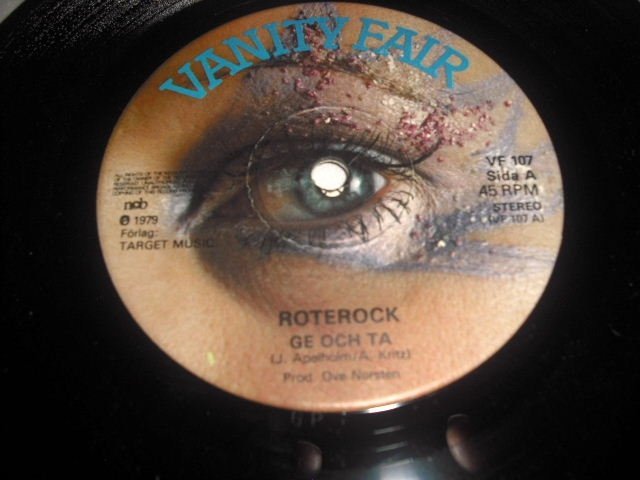 VANITY FAIR
VF 107
Sida A
45 RPM
STEREO
(VF 107 A)
ncb
Ⓟ 1979
Förlag:
TARGET MUSIC
ROTEROCK
GE OCH TA
(J. Apelholm/A. Kritz)
Prod. Ove Norsten